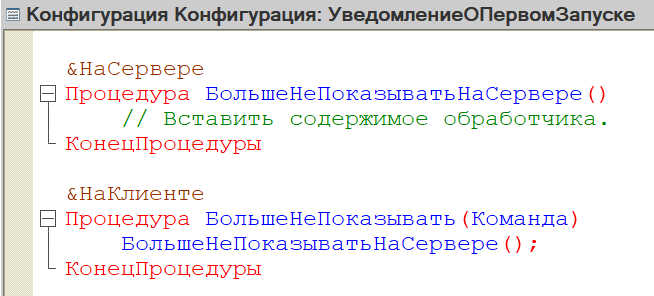 Конфигурация Конфигурация: УведомлениеОПервомЗапуске
&НаСервере
Процедура БольшеНеПоказыватьНаСервере()
// Вставить содержимое обработчика.
КонецПроцедуры
&НаКлиенте
Процедура БольшеНеПоказывать(Команда)
БольшеНеПоказыватьНаСервере();
КонецПроцедуры